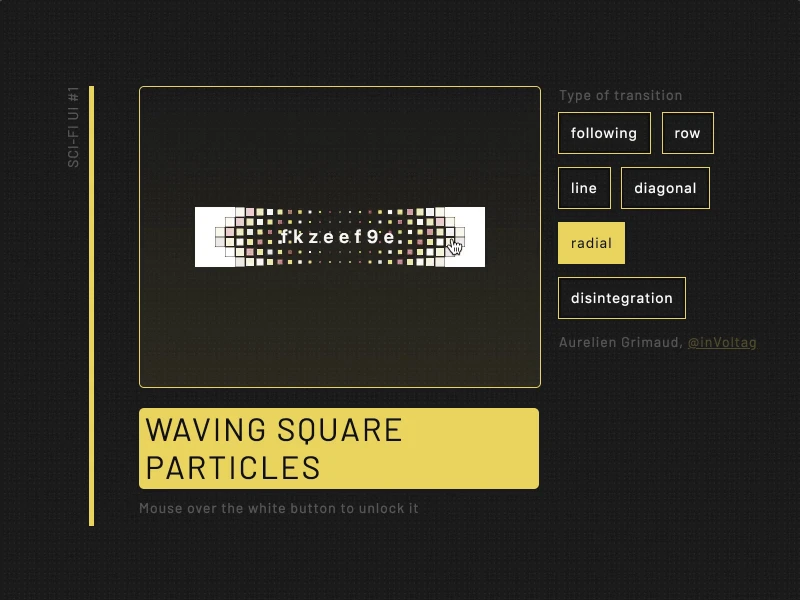 SCI-FI UI #1
fkzeef9e.
Type of transition
following
row
line
diagonal
radial
disintegration
Aurelien Grimaud, @inVoltag
WAVING SQUARE
PARTICLES
Mouse over the white button to unlock it